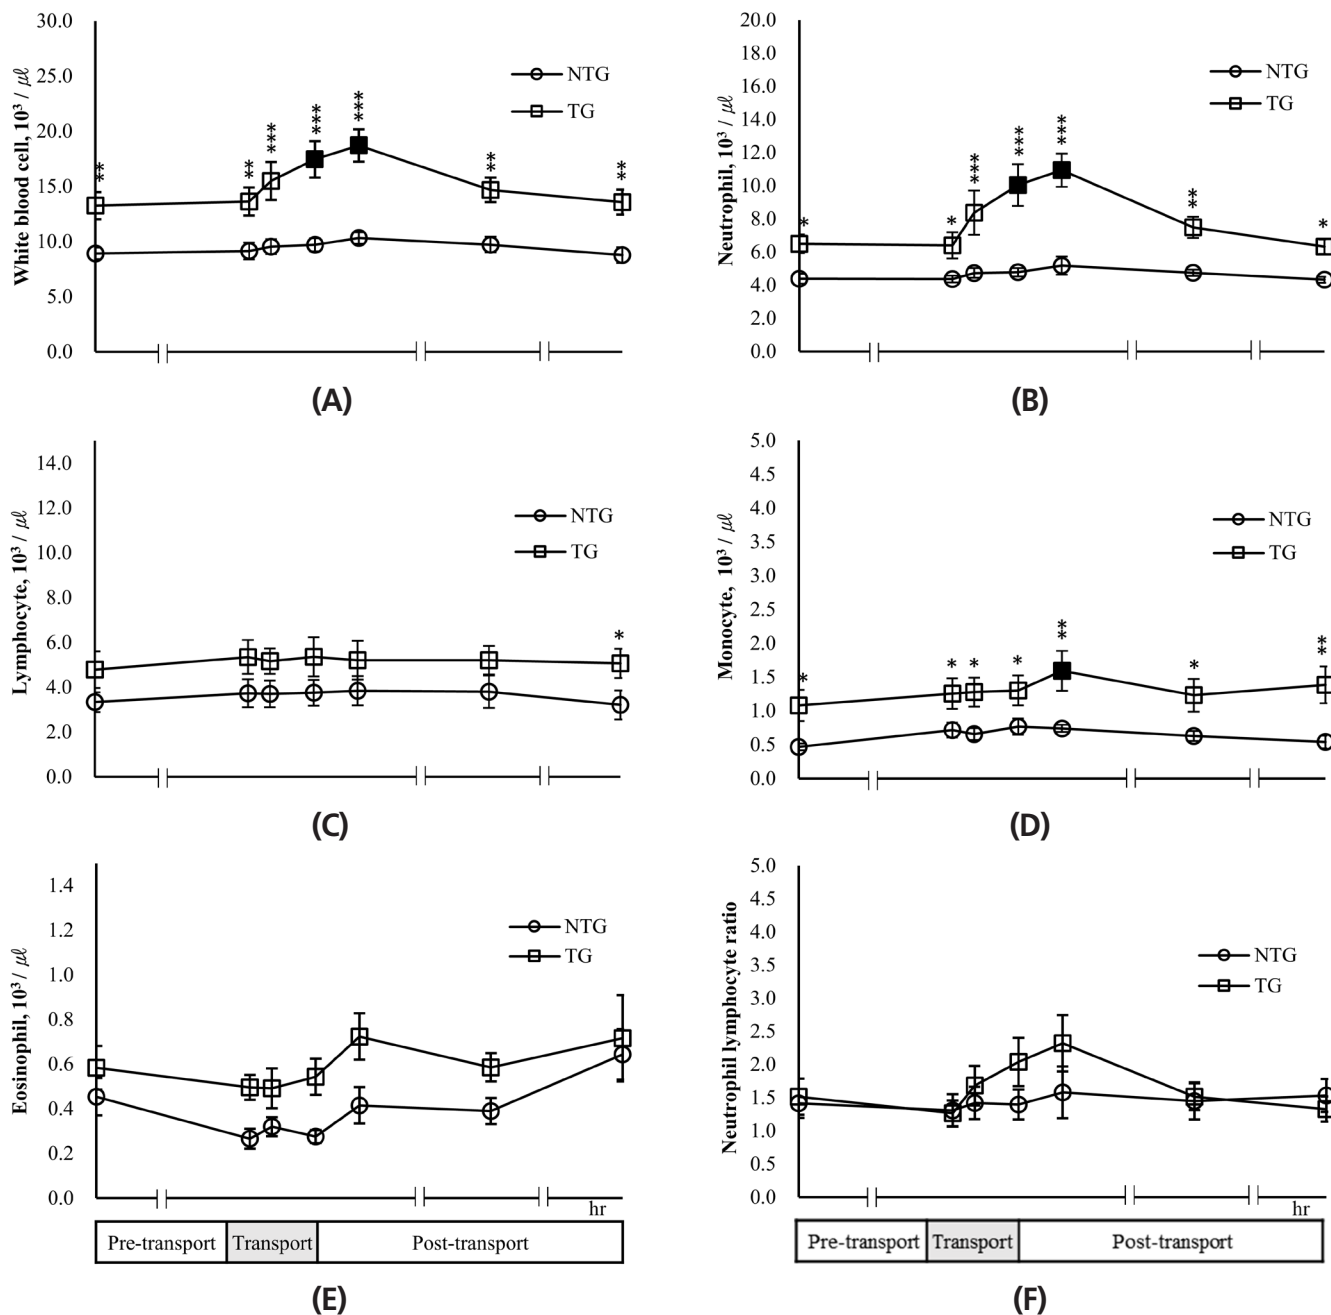 30.0
25.0
20.0
15.0
10.0
5.0
0.0
White blood cell, 10³ / μℓ
NTG
TG
**
**
***
***
***
**
**
(A)
20.0
18.0
16.0
14.0
12.0
10.0
8.0
6.0
4.0
2.0
0.0
Neutrophil, 10³ / μℓ
NTG
TG
*
*
***
***
***
**
*
(B)
14.0
12.0
10.0
8.0
6.0
4.0
2.0
0.0
Lymphocyte, 10³ / μℓ
NTG
TG
*
(C)
5.0
4.5
4.0
3.5
3.0
2.5
2.0
1.5
1.0
0.5
0.0
Monocyte, 10³ / μℓ
NTG
TG
*
*
*
*
**
*
**
(D)
1.4
1.2
1.0
0.8
0.6
0.4
0.2
0.0
Eosinophil, 10³ / μℓ
NTG
TG
hr
Pre-transport
Transport
Post-transport
(E)
5.0
4.5
4.0
3.5
3.0
2.5
2.0
1.5
1.0
0.5
0.0
Neutrophil lymphocyte ratio
NTG
TG
hr
Pre-transport
Transport
Post-transport
(F)